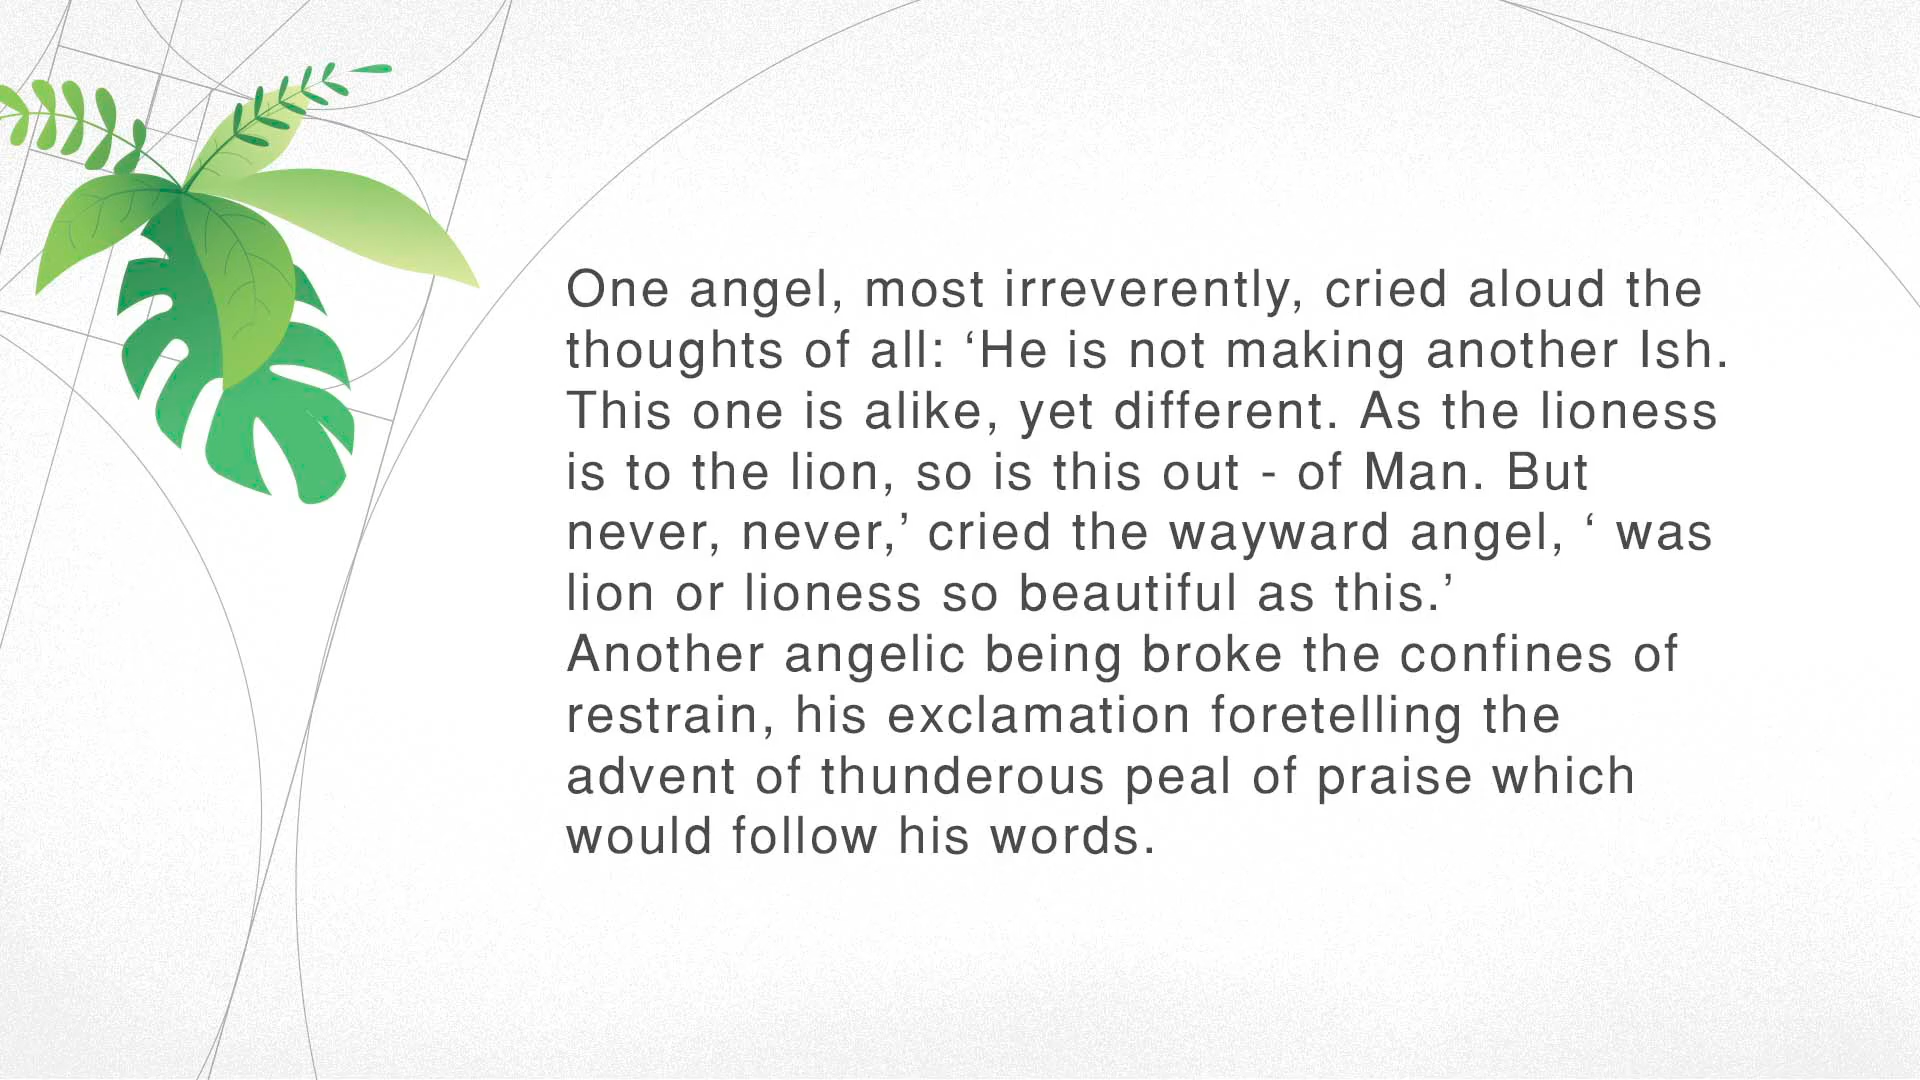 One angel, most irreverently, cried aloud the
thoughts of all: ‘He is not making another Ish.
This one is alike, yet different. As the lioness
is to the lion, so is this out - of Man. But
never, never,’ cried the wayward angel, ‘ was
lion or lioness so beautiful as this.’
Another angelic being broke the confines of
restrain, his exclamation foretelling the
advent of thunderous peal of praise which
would follow his words.